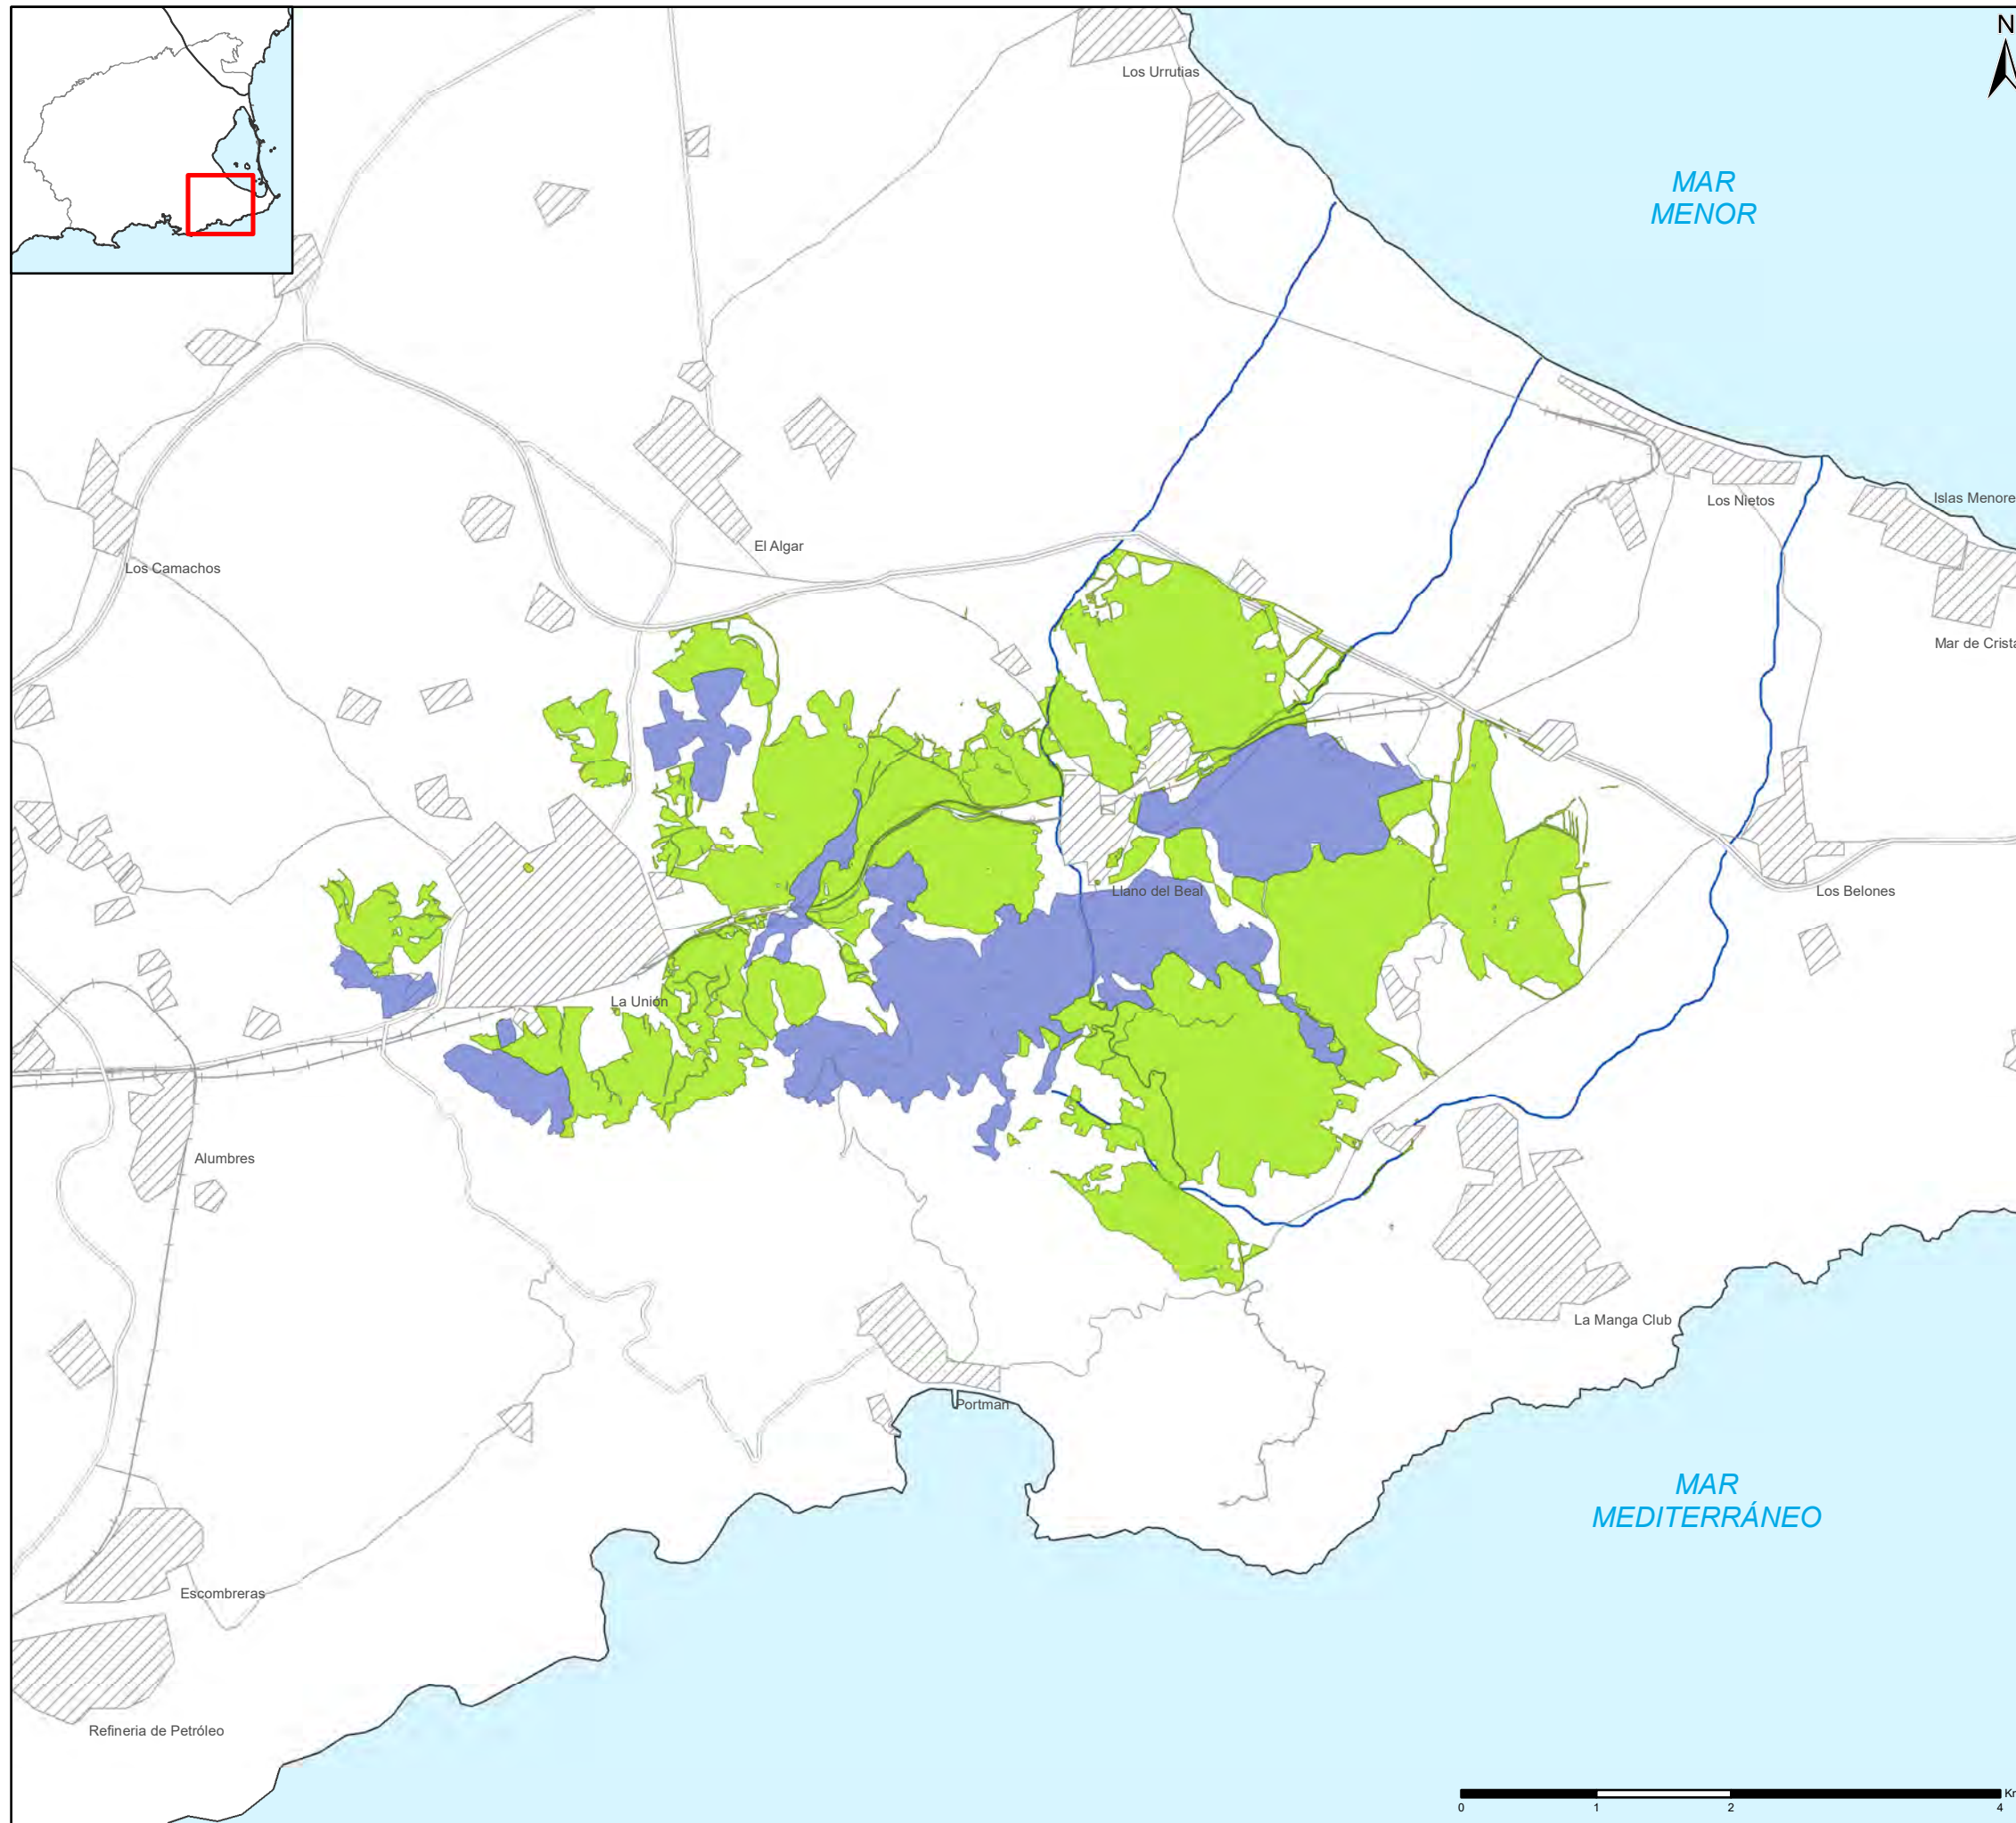 N
Los Urrutias
MAR
MENOR
Los Nietos
Islas Menore
El Algar
Los Camachos
Mar de Crista
Llano del Beal
Los Belones
La Unión
Alumbres
La Manga Club
Portman
MAR
MEDITERRÁNEO
Escombreras
Refineria de Petróleo
Km
0 1 2 4